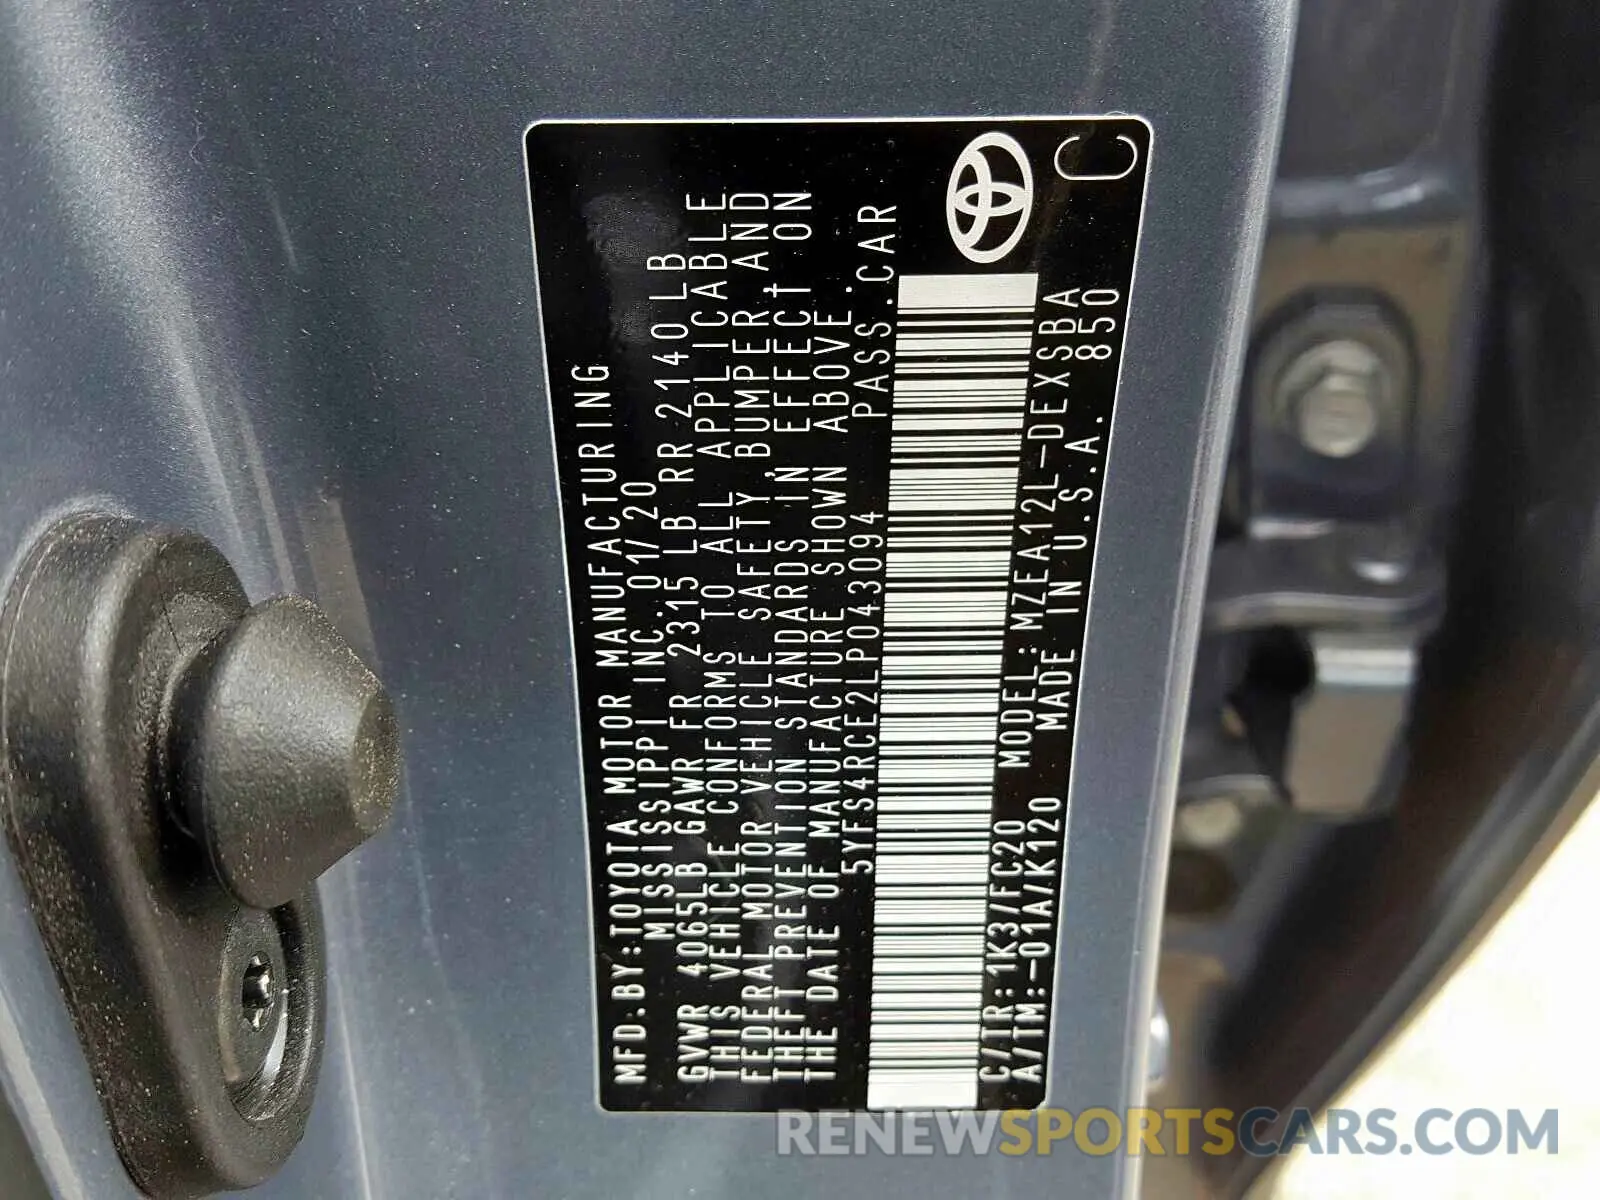 MFD.BY:TOYOTA MOTOR MANUFACTURING
MISSISSIPPI INC. 01/20
GVWR 4065LB GAWR FR 2315 LB RR 2140 LB
THIS VEHICLE CONFORMS TO ALL APPLICABLE
FEDERAL MOTOR VEHICLE SAFETY, BUMPER, AND
THEFT PREVENTION STANDARDS IN EFFECT ON
THE DATE OF MANUFACTURE SHOWN ABOVE.
5YFS4RCE2LP043094 PASS.CAR
C/TR:1K3/FC20 MODEL:MZEA12L-DEXSBA
A/TM:-01A/K120 MADE IN U.S.A. 850
C
RENEWSPORTSCARS.COM